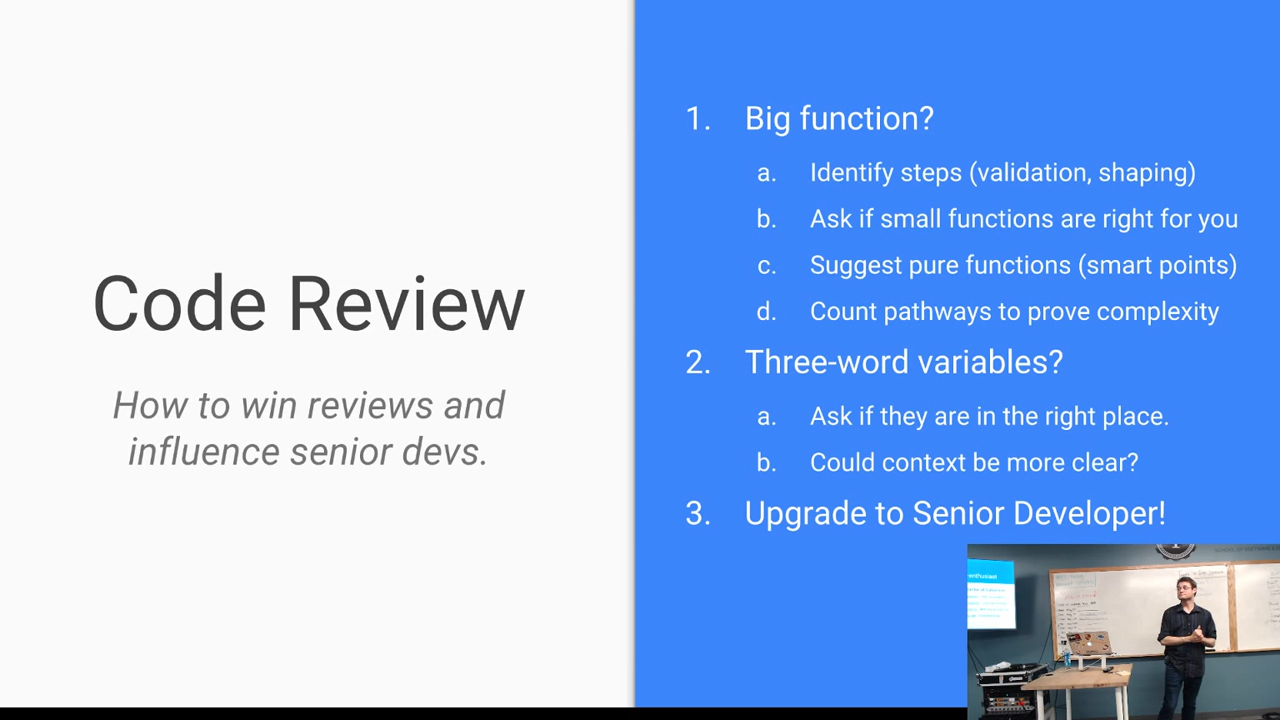 Code Review
How to win reviews and
influence senior devs.
1. Big function?
a. Identify steps (validation, shaping)
b. Ask if small functions are right for you
c. Suggest pure functions (smart points)
d. Count pathways to prove complexity
2. Three-word variables?
a. Ask if they are in the right place.
b. Could context be more clear?
3. Upgrade to Senior Developer!
enthusiast